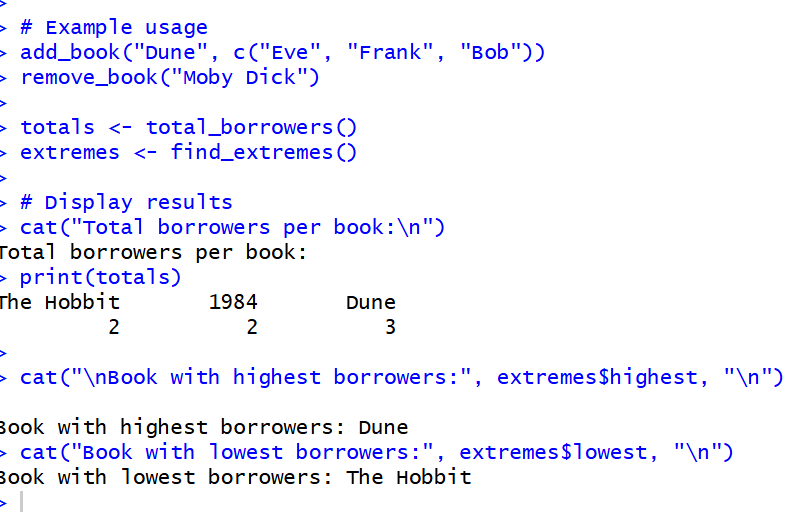 >
> # Example usage
> add_book("Dune", c("Eve", "Frank", "Bob"))
> remove_book("Moby Dick")
>
> totals <- total_borrowers()
> extremes <- find_extremes()
>
> # Display results
> cat("Total borrowers per book:\n")
Total borrowers per book:
> print(totals)
The Hobbit       1984       Dune
         2          2          3
>
> cat("\nBook with highest borrowers:", extremes$highest, "\n")

Book with highest borrowers: Dune
> cat("Book with lowest borrowers:", extremes$lowest, "\n")
Book with lowest borrowers: The Hobbit
>